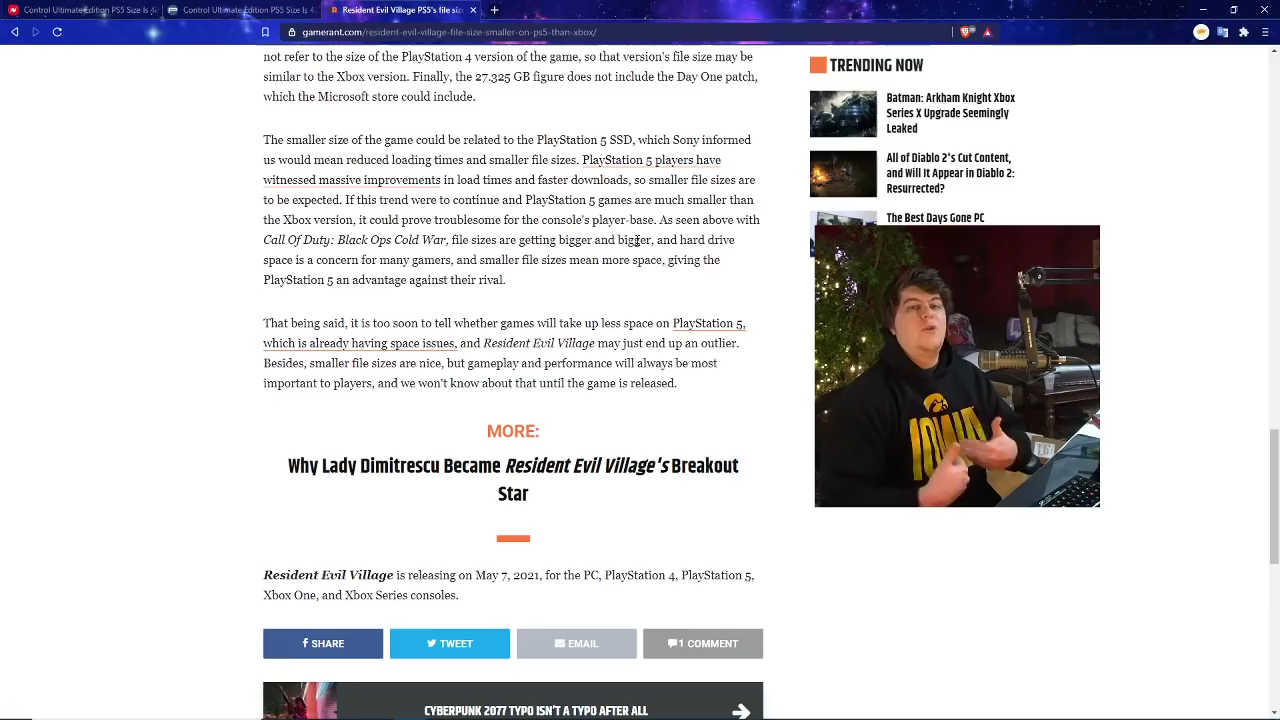 Control Ultimate Edition PS5 Size Is
PS5 Size Is
Resident Evil Village PS5's file size
gamerant.com/resident-evil-village-file-size-smaller-on-ps5-than-xbox/
not refer to the size of the PlayStation 4 version of the game, so that version's file size may be
similar to the Xbox version. Finally, the 27.325 GB figure does not include the Day One patch,
which the Microsoft store could include.
The smaller size of the game could be related to the PlayStation 5 SSD, which Sony informed
us would mean reduced loading times and smaller file sizes. PlayStation 5 players have
witnessed massive improvements in load times and faster downloads, so smaller file sizes are
to be expected. If this trend were to continue and PlayStation 5 games are much smaller than
the Xbox version, it could prove troublesome for the console's player-base. As seen above with
Call Of Duty: Black Ops Cold War, file sizes are getting bigger and bigger, and hard drive
space is a concern for many gamers, and smaller file sizes mean more space, giving the
PlayStation 5 an advantage against their rival.
That being said, it is too soon to tell whether games will take up less space on PlayStation 5,
which is already having space issues, and Resident Evil Village may just end up an outlier.
Besides, smaller file sizes are nice, but gameplay and performance will always be most
important to players, and we won't know about that until the game is released.
MORE:
Why Lady Dimitrescu Became Resident Evil Village's Breakout
Star
Resident Evil Village is releasing on May 7, 2021, for the PC, PlayStation 4, PlayStation 5,
Xbox One, and Xbox Series consoles.
SHARE
TWEET
EMAIL
1 COMMENT
CYBERPUNK 2077 TYPO ISN'T A TYPO AFTER ALL
TRENDING NOW
Batman: Arkham Knight Xbox
Series X Upgrade Seemingly
Leaked
All of Diablo 2's Cut Content,
and Will It Appear in Diablo 2:
Resurrected?
The Best Days Gone PC
IOWA